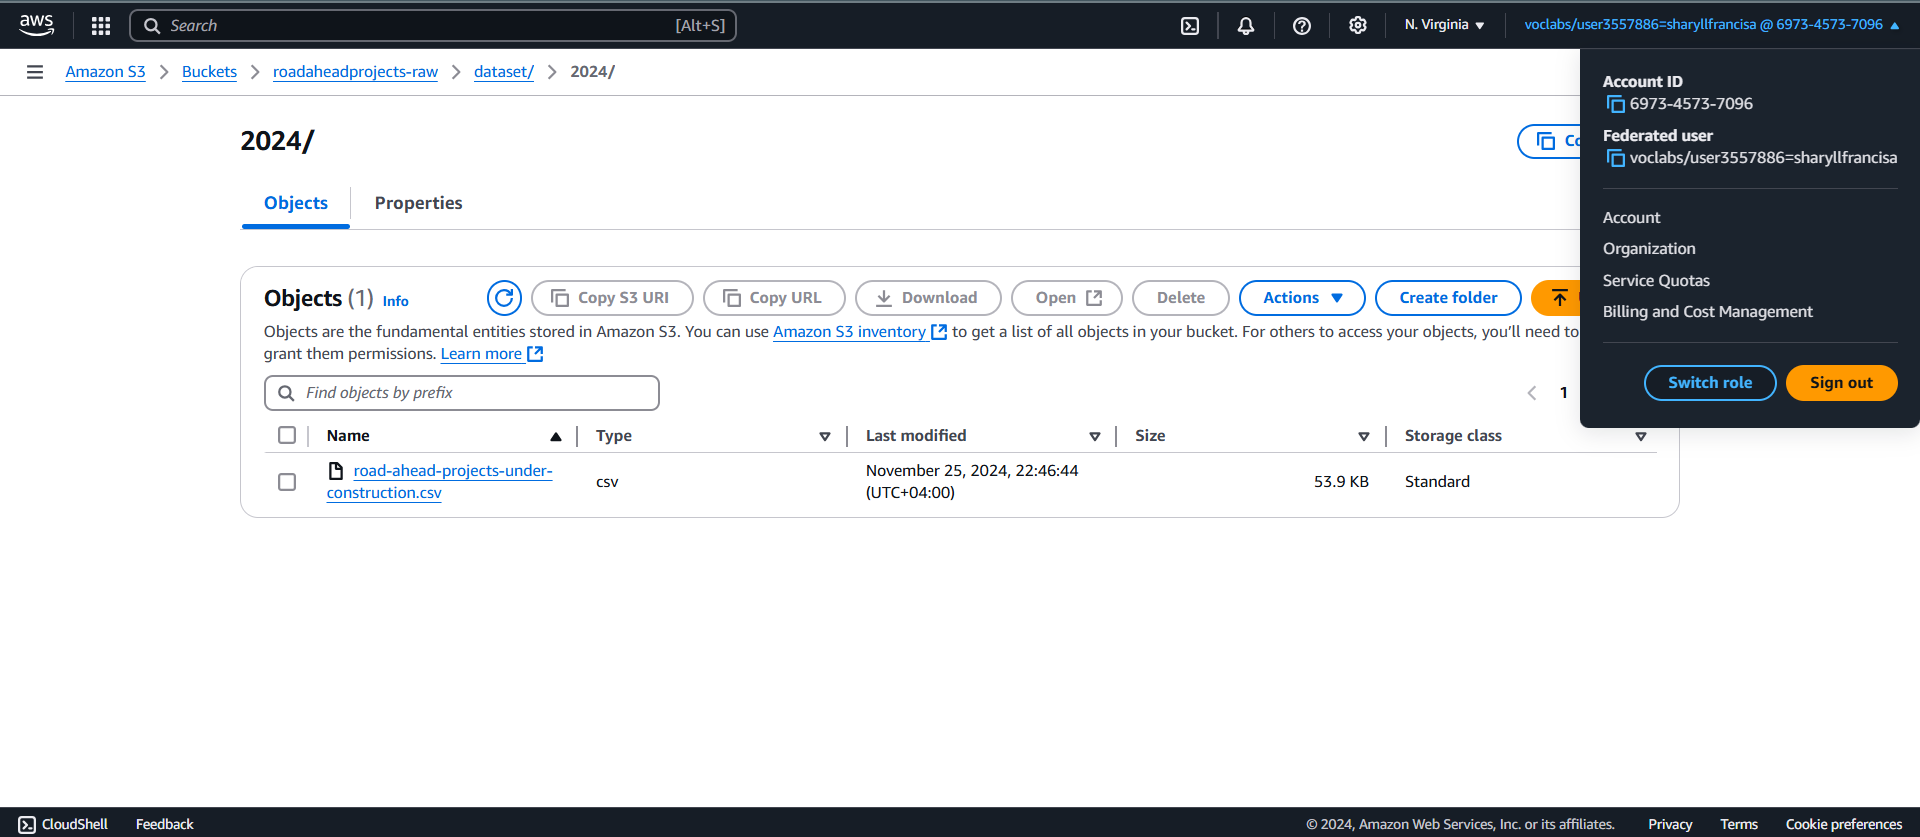 aws
Search [Alt+S]
N. Virginia
voclabs/user3557886=sharyllfrancisa @ 6973-4573-7096
Amazon S3 > Buckets > roadaheadprojects-raw > dataset/ > 2024/
Account ID
6973-4573-7096
Federated user
voclabs/user3557886=sharyllfrancisa
Account
Organization
Service Quotas
Billing and Cost Management
Switch role
Sign out
2024/
Objects
Properties
Objects (1) Info
Copy S3 URI
Copy URL
Download
Open
Delete
Actions
Create folder
Objects are the fundamental entities stored in Amazon S3. You can use Amazon S3 inventory to get a list of all objects in your bucket. For others to access your objects, you’ll need to
grant them permissions. Learn more
Find objects by prefix
1
Name Type Last modified Size Storage class
road-ahead-projects-under-
construction.csv
csv
November 25, 2024, 22:46:44
(UTC+04:00)
53.9 KB
Standard
CloudShell Feedback
© 2024, Amazon Web Services, Inc. or its affiliates. Privacy Terms Cookie preferences